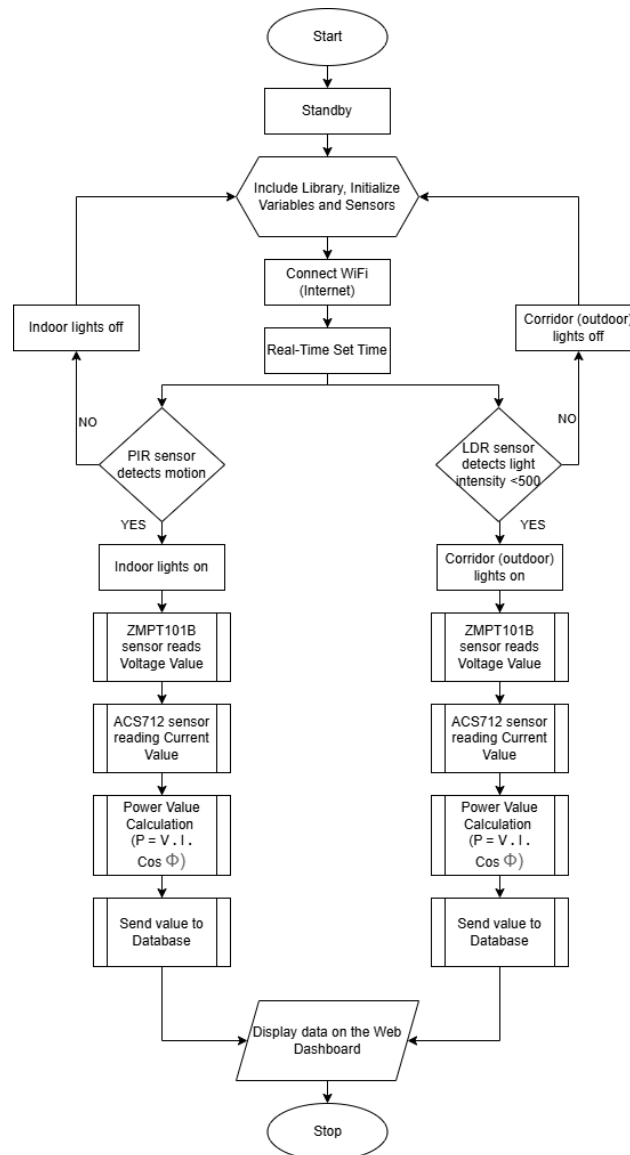 Start
Standby
Include Library, Initialize
Variables and Sensors
Connect WiFi
(Internet)
Indoor lights off
Corridor (outdoor)
lights off
Real-Time Set Time
NO
NO
PIR sensor
detects motion
LDR sensor
detects light
intensity <500
YES
YES
Indoor lights on
Corridor (outdoor)
lights on
ZMPT101B
sensor reads
Voltage Value
ZMPT101B
sensor reads
Voltage Value
ACS712 sensor
reading Current
Value
ACS712 sensor
reading Current
Value
Power Value
Calculation
(P = V . I .
Cos Φ)
Power Value
Calculation
(P = V . I .
Cos Φ)
Send value to
Database
Send value to
Database
Display data on the Web
Dashboard
Stop